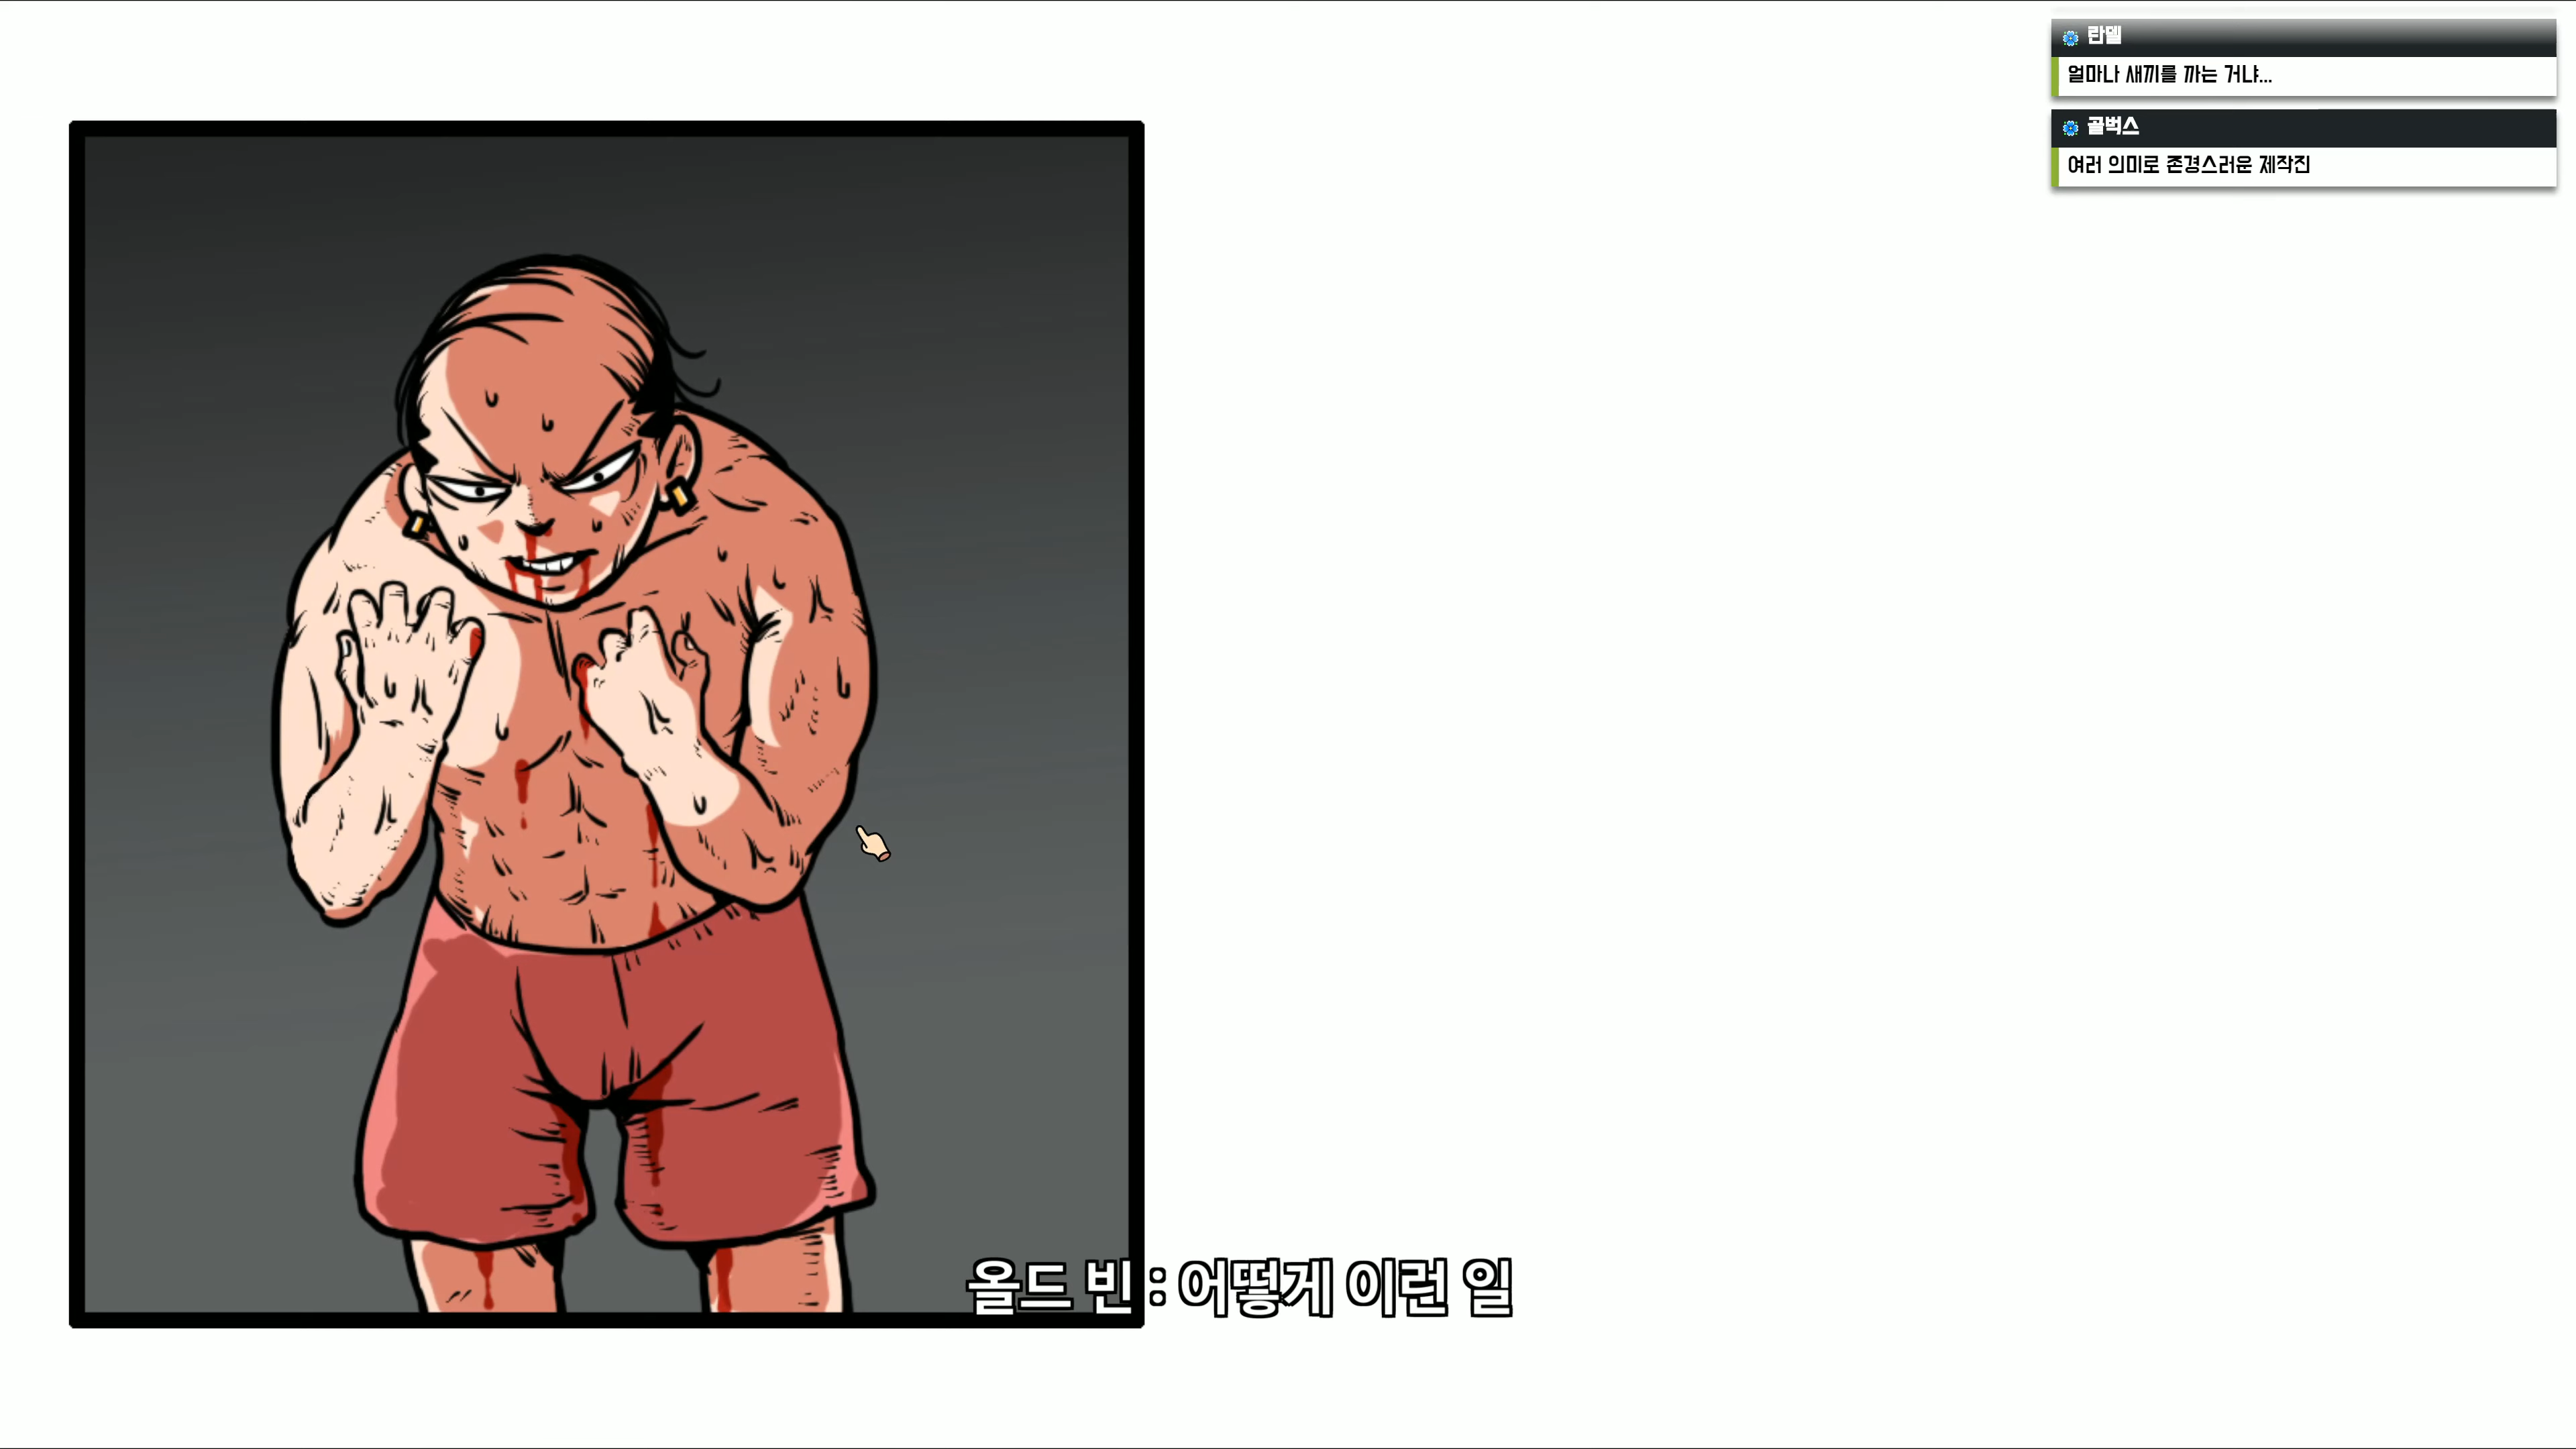 란델
얼마나 새끼를 까는 거냐...
골벅스
여러 의미로 존경스러운 제작진
올드 빈 : 어떻게 이런 일